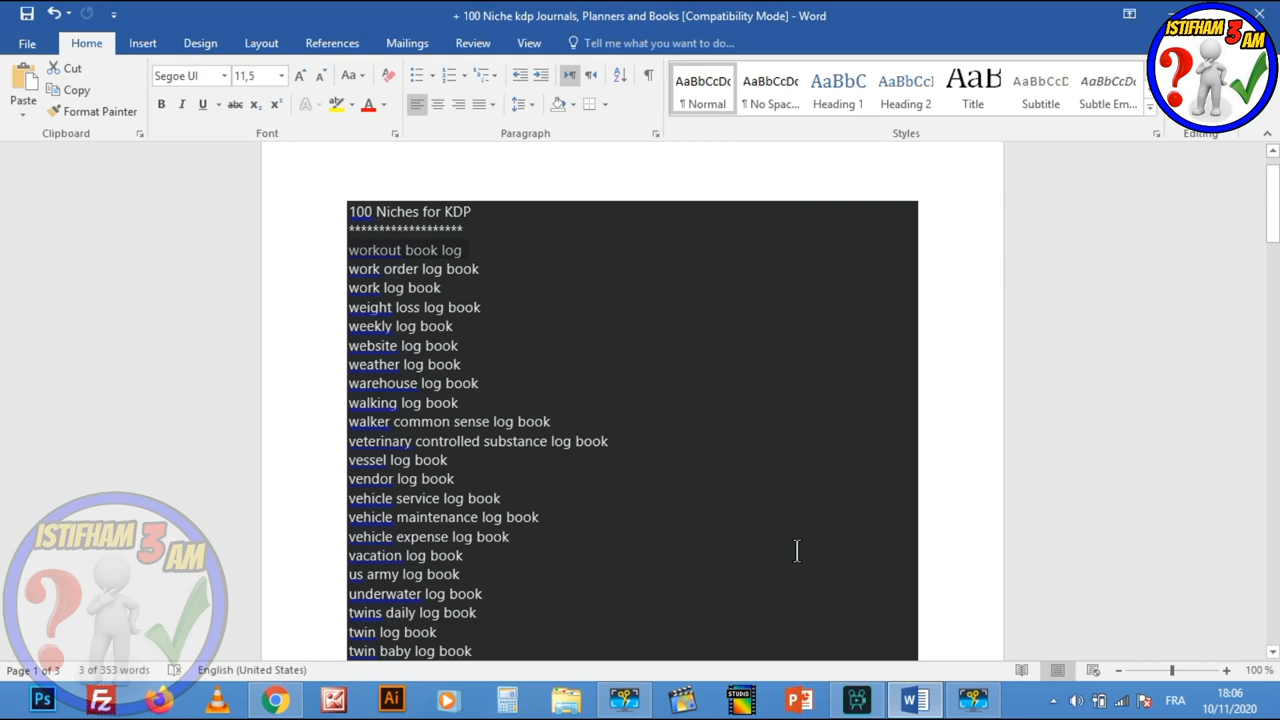 + 100 Niche kdp Journals, Planners and Books [Compatibility Mode] - Word
File Home Insert Design Layout References Mailings Review View Tell me what you want to do...
ISTIFHAM 3 AM
Paste
Cut
Copy
Format Painter
Segoe UI 11,5
AaBbCcDc AaBbCcDc AaBbC AaBbCcI AaB AaBbCcD AaBbCcDc
¶ Normal ¶ No Spac... Heading 1 Heading 2 Title Subtitle Subtle Em...
Clipboard Font Paragraph Styles Editing
100 Niches for KDP
*******************
workout book log
work order log book
work log book
weight loss log book
weekly log book
website log book
weather log book
warehouse log book
walking log book
walker common sense log book
veterinary controlled substance log book
vessel log book
vendor log book
vehicle service log book
vehicle maintenance log book
vehicle expense log book
vacation log book
us army log book
underwater log book
twins daily log book
twin log book
twin baby log book
ISTIFHAM 3 AM
Page 1 of 3 3 of 353 words English (United States) 100 %
FRA
18:06
10/11/2020